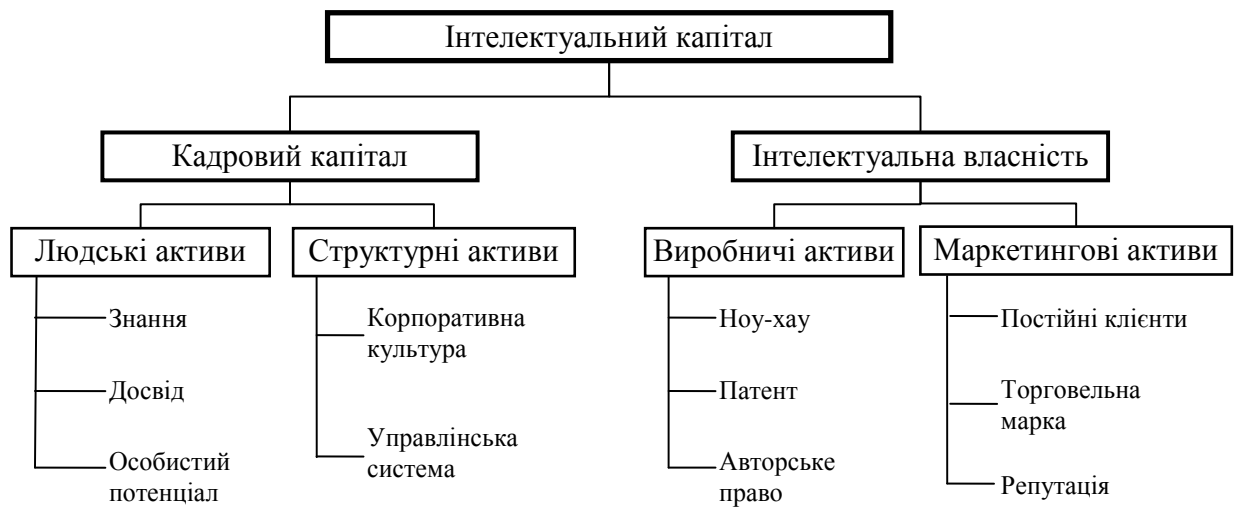 Інтелектуальний капітал
Кадровий капітал
Інтелектуальна власність
Людські активи
Структурні активи
Виробничі активи
Маркетингові активи
Знання
Досвід
Особистий
потенціал
Корпоративна
культура
Управлінська
система
Ноу-хау
Патент
Авторське
право
Постійні клієнти
Торговельна
марка
Репутація